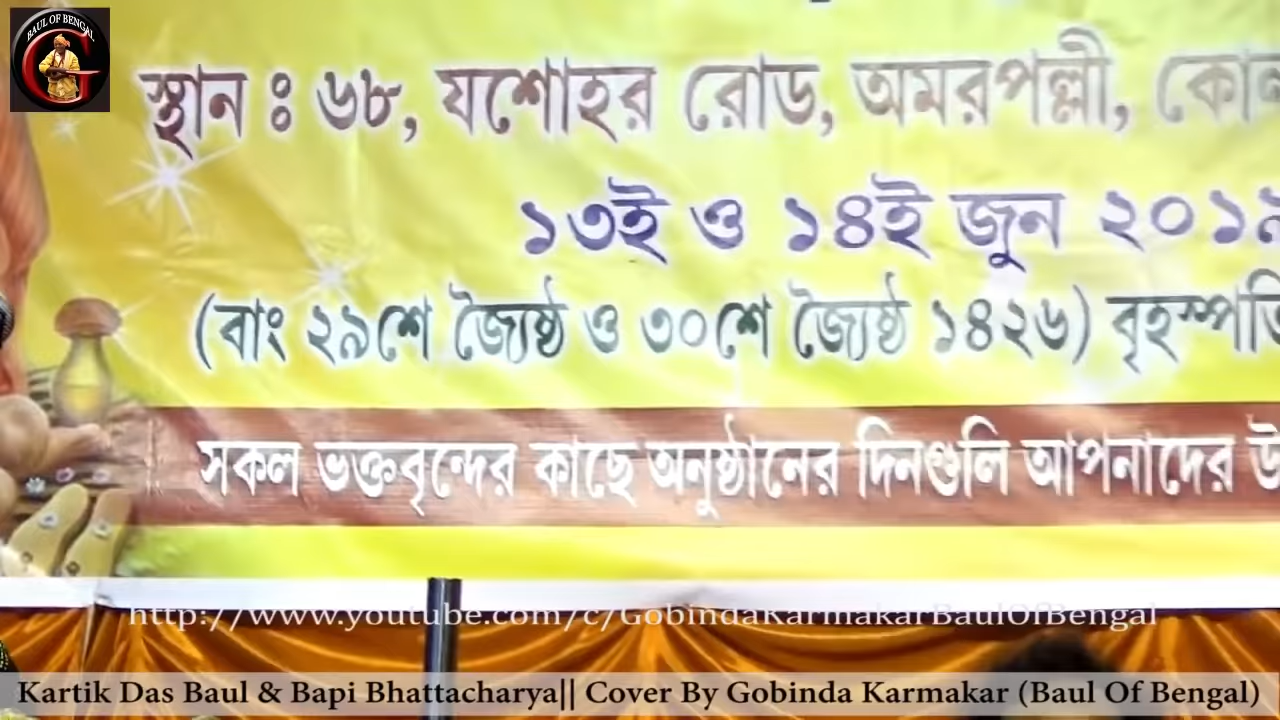 BAUL OF BENGAL
স্থান ঃ ৬৮, যশোহর রোড, অমরপল্লী,
১৩ই ও ১৪ই জুন ২০১৯
(বাং ২৯শে জ্যৈষ্ঠ ও ৩০শে জ্যৈষ্ঠ ১৪২৬)
সকল ভক্তবৃন্দের কাছে অনুষ্ঠানের দিনগুলি আপনাদের
http://www.youtube.com/c/GobindaKarmakarBaulOfBengal
Kartik Das Baul & Bapi Bhattacharya|| Cover By Gobinda Karmakar (Baul Of Bengal)